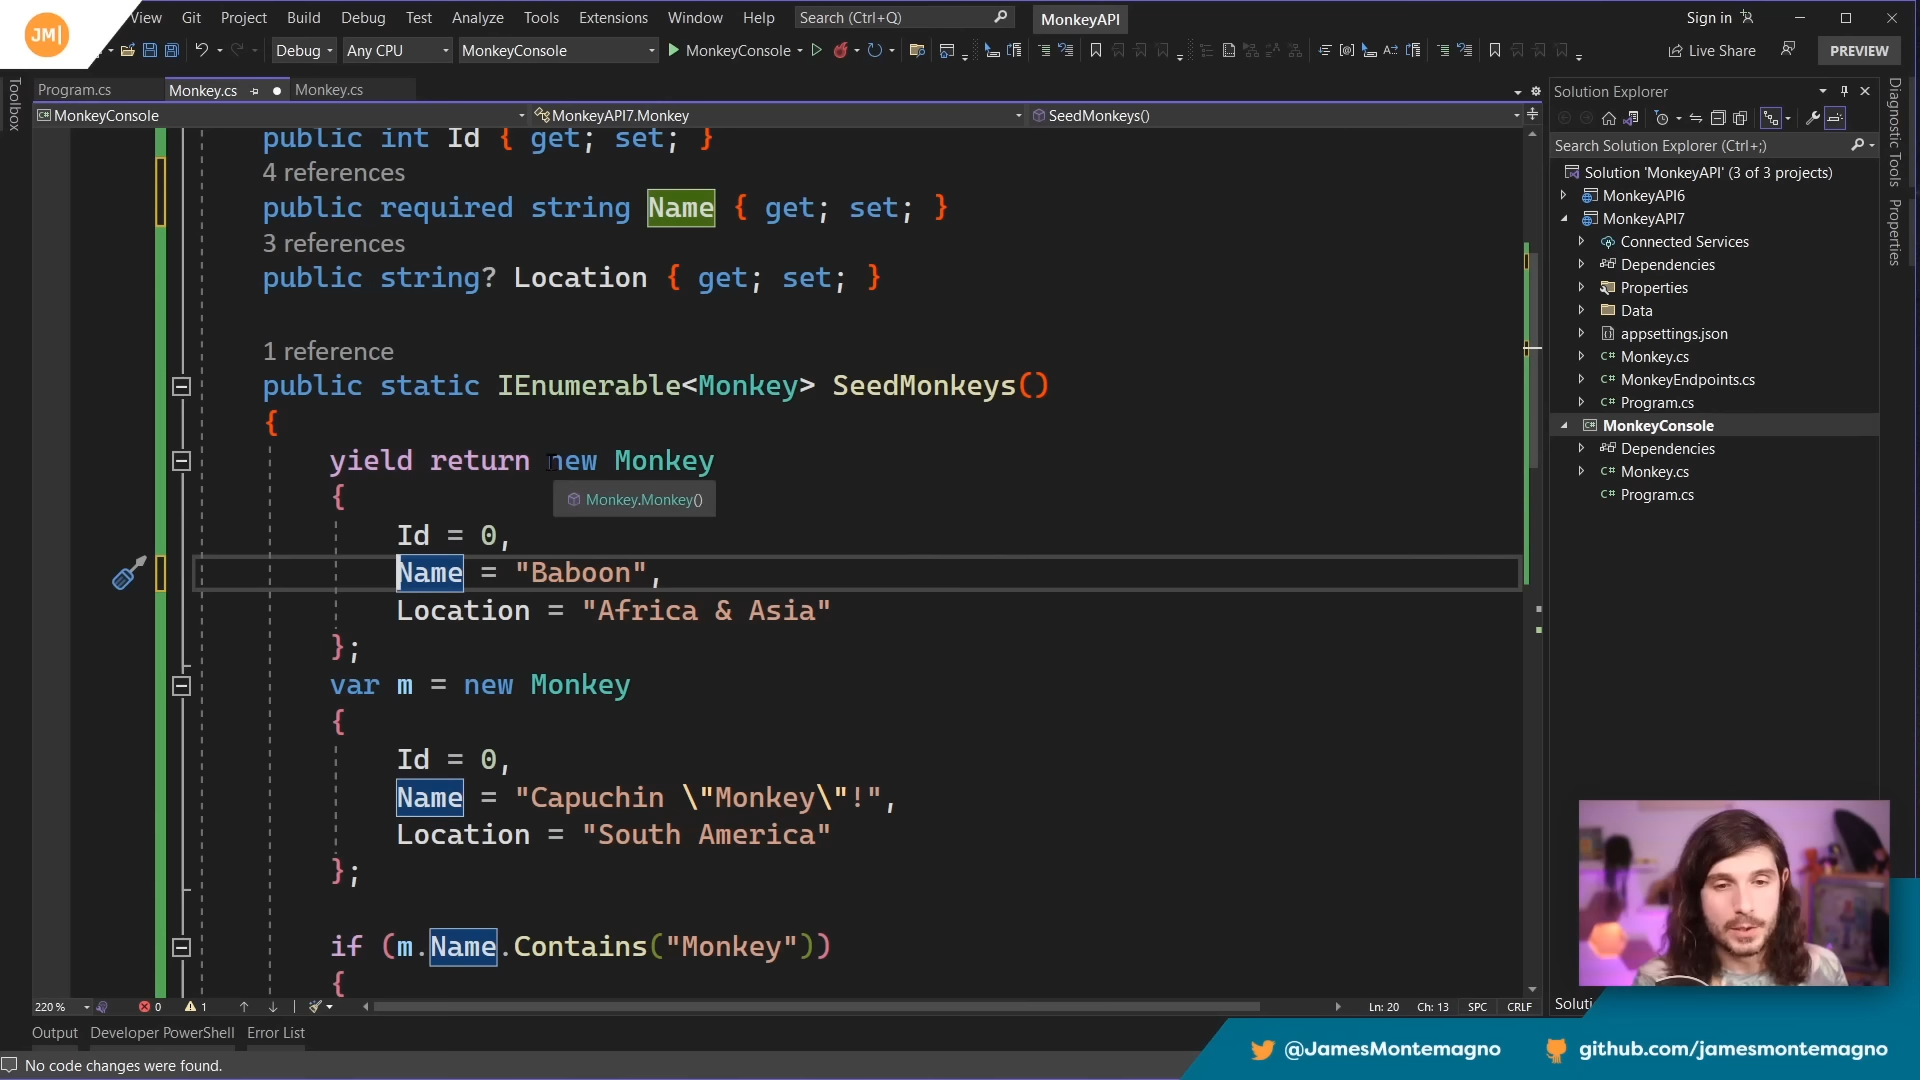 JM|
View Git Project Build Debug Test Analyze Tools Extensions Window Help Search (Ctrl+Q) MonkeyAPI Sign in
Debug Any CPU MonkeyConsole MonkeyConsole Live Share PREVIEW
Toolbox
Program.cs Monkey.cs Monkey.cs
MonkeyConsole MonkeyAPI7.Monkey SeedMonkeys()
public int Id { get; set; }
4 references
public required string Name { get; set; }
3 references
public string? Location { get; set; }
1 reference
public static IEnumerable<Monkey> SeedMonkeys()
{
yield return new Monkey
{
Monkey.Monkey()
Id = 0,
Name = "Baboon",
Location = "Africa & Asia"
};
var m = new Monkey
{
Id = 0,
Name = "Capuchin \"Monkey\"!",
Location = "South America"
};
if (m.Name.Contains("Monkey"))
{
220 % 0 1 Ln: 20 Ch: 13 SPC CRLF
Output Developer PowerShell Error List
No code changes were found.
Solution Explorer
Search Solution Explorer (Ctrl+;)
Solution 'MonkeyAPI' (3 of 3 projects)
MonkeyAPI6
MonkeyAPI7
Connected Services
Dependencies
Properties
Data
appsettings.json
Monkey.cs
MonkeyEndpoints.cs
Program.cs
MonkeyConsole
Dependencies
Monkey.cs
Program.cs
Diagnostic Tools
Properties
@JamesMontemagno github.com/jamesmontemagno